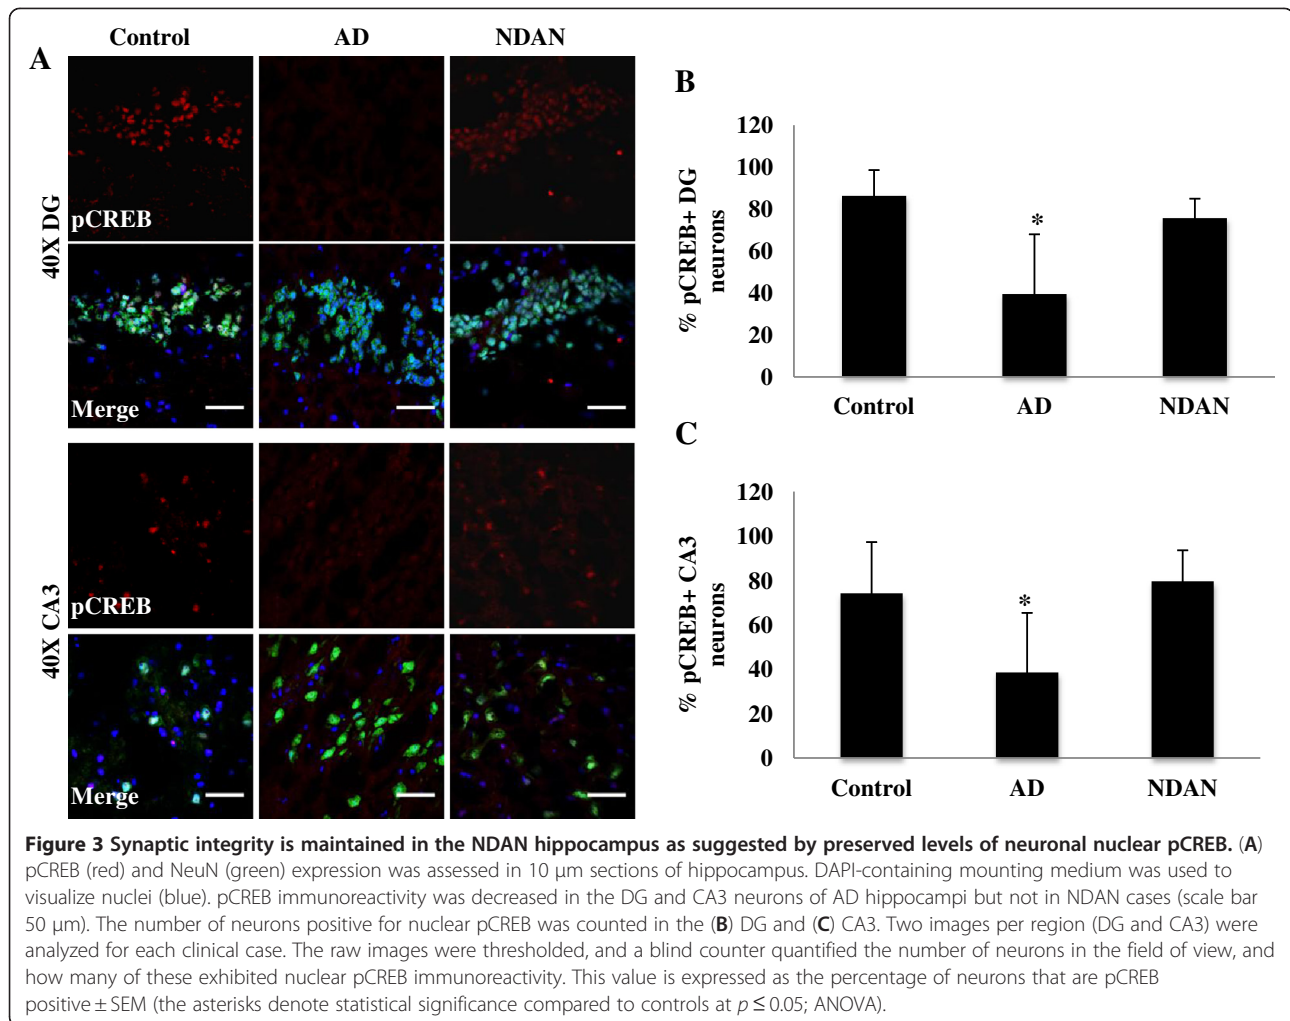 Control AD NDAN
A
40X DG
pCREB
Merge
40X CA3
pCREB
Merge
B
% pCREB+ DG
neurons
120
100
80
60
40
20
0
*
Control AD NDAN
C
% pCREB+ CA3
neurons
120
100
80
60
40
20
0
*
Control AD NDAN
Figure 3 Synaptic integrity is maintained in the NDAN hippocampus as suggested by preserved levels of neuronal nuclear pCREB. (A)
pCREB (red) and NeuN (green) expression was assessed in 10 μm sections of hippocampus. DAPI-containing mounting medium was used to
visualize nuclei (blue). pCREB immunoreactivity was decreased in the DG and CA3 neurons of AD hippocampi but not in NDAN cases (scale bar
50 μm). The number of neurons positive for nuclear pCREB was counted in the (B) DG and (C) CA3. Two images per region (DG and CA3) were
analyzed for each clinical case. The raw images were thresholded, and a blind counter quantified the number of neurons in the field of view, and
how many of these exhibited nuclear pCREB immunoreactivity. This value is expressed as the percentage of neurons that are pCREB
positive ± SEM (the asterisks denote statistical significance compared to controls at p ≤ 0.05; ANOVA).